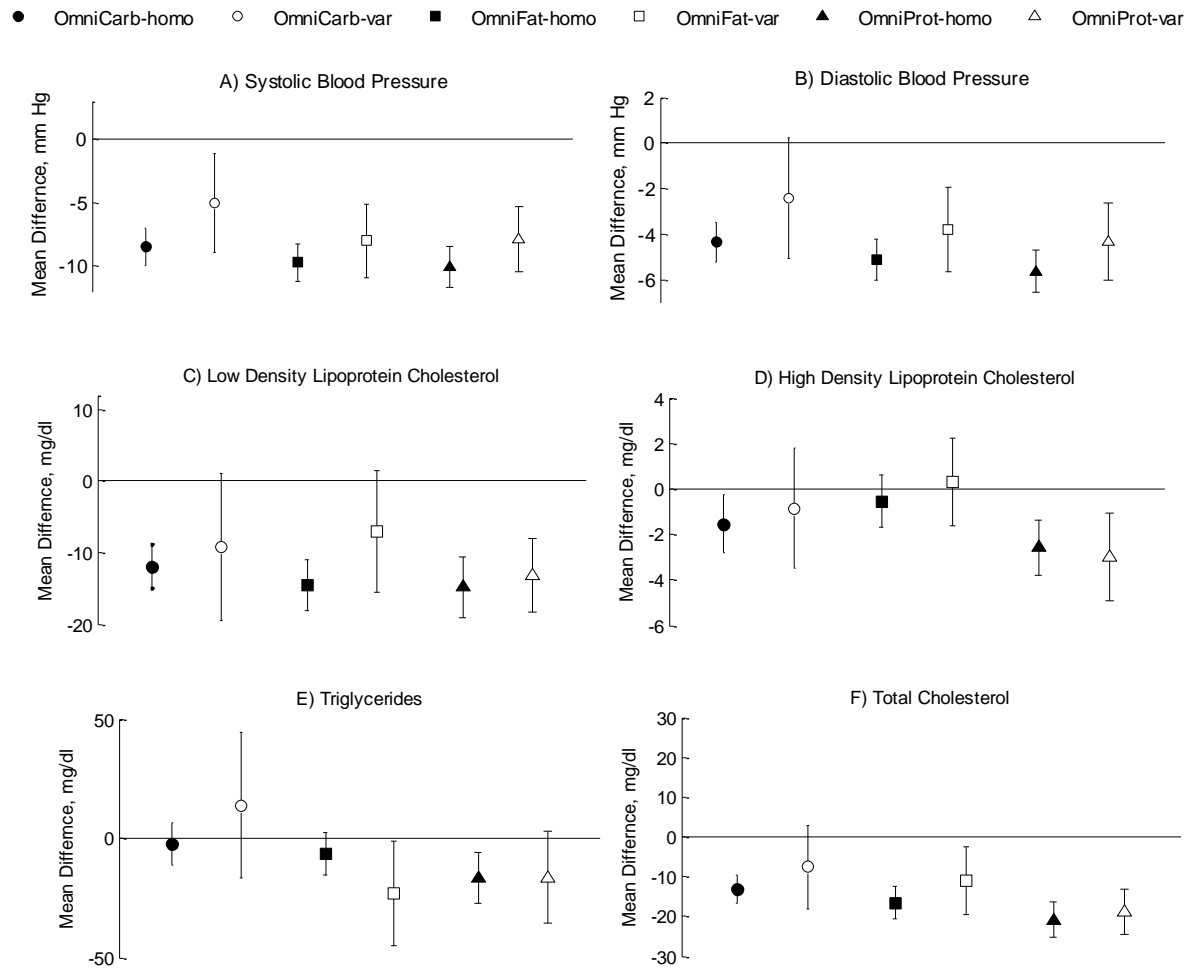 OmniCarb-homo OmniCarb-var OmniFat-homo OmniFat-var OmniProt-homo OmniProt-var
A) Systolic Blood Pressure
Mean Differnce, mm Hg
0
-5
-10
B) Diastolic Blood Pressure
Mean Differnce, mm Hg
2
0
-2
-4
-6
C) Low Density Lipoprotein Cholesterol
Mean Differnce, mg/dl
10
0
-10
-20
D) High Density Lipoprotein Cholesterol
Mean Differnce, mg/dl
4
2
0
-2
-4
-6
E) Triglycerides
Mean Differnce, mg/dl
50
0
-50
F) Total Cholesterol
Mean Differnce, mg/dl
30
20
10
0
-10
-20
-30